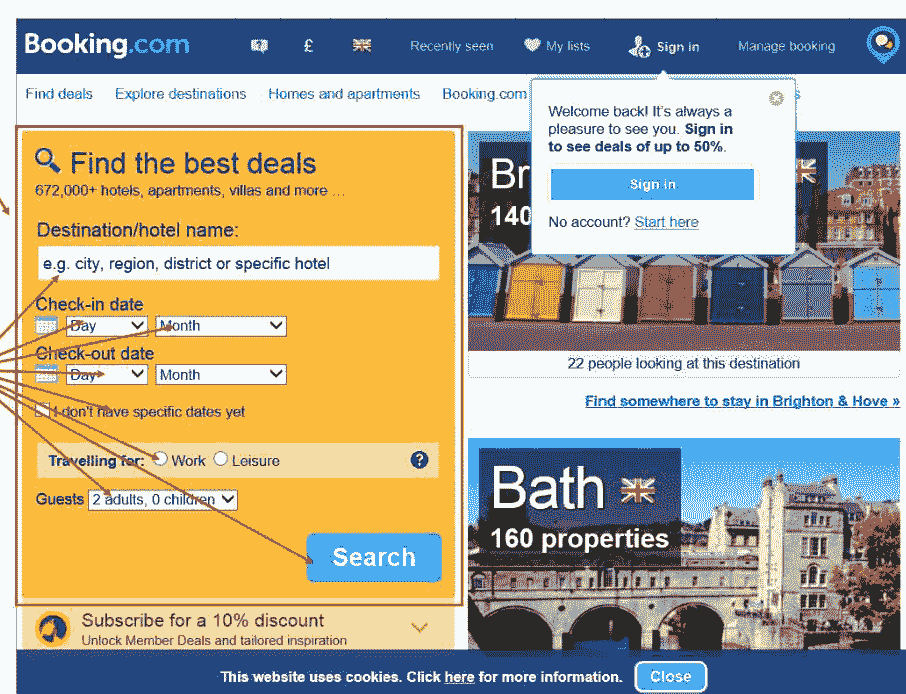 Booking.com
£
Recently seen
My lists
Sign in
Manage booking
Find deals
Explore destinations
Homes and apartments
Booking.com
s
Welcome back! It's always a
pleasure to see you. Sign in
to see deals of up to 50%.
Sign in
No account? Start here
Find the best deals
672,000+ hotels, apartments, villas and more ...
Destination/hotel name:
e.g. city, region, district or specific hotel
Check-in date
Day
Month
Check-out date
Day
Month
I don't have specific dates yet
Travelling for: Work Leisure ?
Guests 2 adults, 0 children
Search
Subscribe for a 10% discount
Unlock Member Deals and tailored inspiration
Br
140
22 people looking at this destination
Find somewhere to stay in Brighton & Hove »
Bath
160 properties
This website uses cookies. Click here for more information. Close